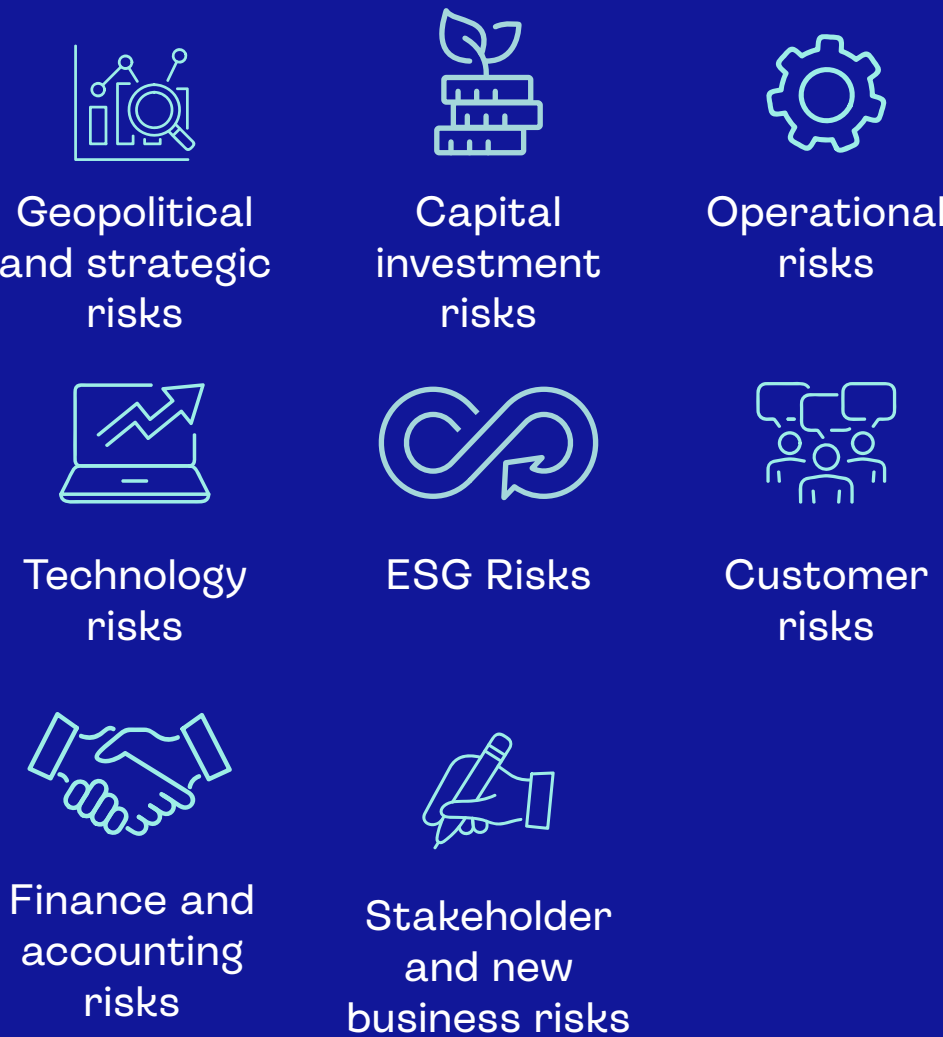 Geopolitical
and strategic
risks
Capital
investment
risks
Operational
risks
Technology
risks
ESG Risks
Customer
risks
Finance and
accounting
risks
Stakeholder
and new
business risks